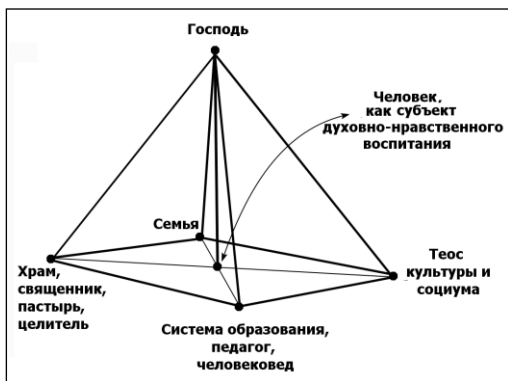 Господь
Человек,
как субъект
духовно-нравственного
воспитания
Семья
Храм,
священник,
пастырь,
целитель
Теос
культуры и
социума
Система образования,
педагог,
человековед